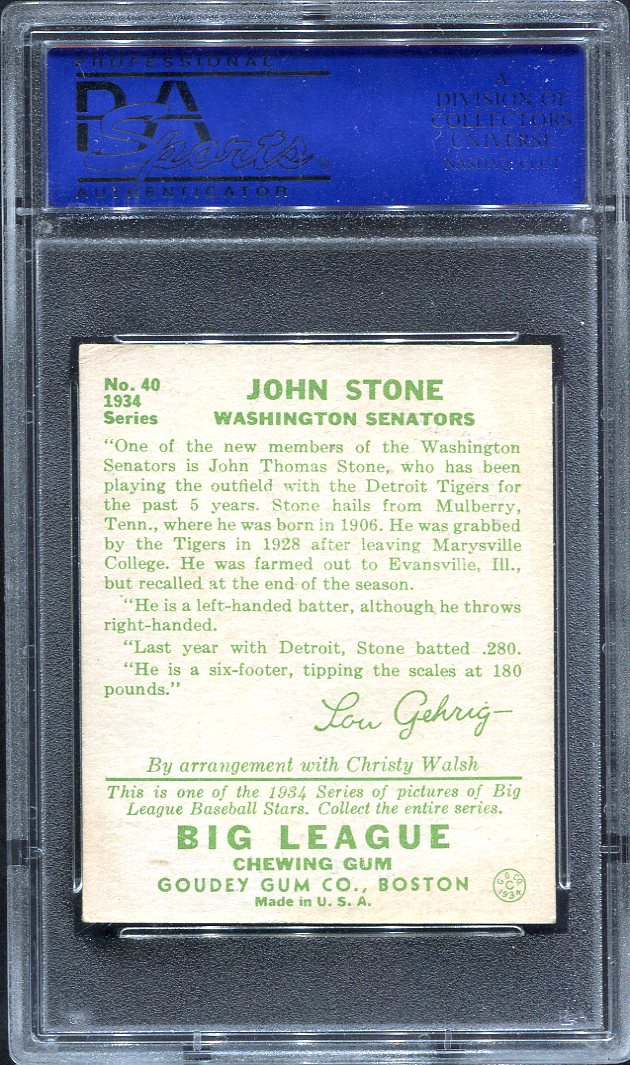 PROFESSIONAL
PSA
Sports
AUTHENTICATOR
A
DIVISION OF
COLLECTORS
UNIVERSE
NASDAQ: CLCT
No. 40
1934
Series
JOHN STONE
WASHINGTON SENATORS
"One of the new members of the Washington
Senators is John Thomas Stone, who has been
playing the outfield with the Detroit Tigers for
the past 5 years. Stone hails from Mulberry,
Tenn., where he was born in 1906. He was grabbed
by the Tigers in 1928 after leaving Marysville
College. He was farmed out to Evansville, Ill.,
but recalled at the end of the season.
"He is a left-handed batter, although he throws
right-handed.
"Last year with Detroit, Stone batted .280.
"He is a six-footer, tipping the scales at 180
pounds."
Lou Gehrig
By arrangement with Christy Walsh
This is one of the 1934 Series of pictures of Big
League Baseball Stars. Collect the entire series.
BIG LEAGUE
CHEWING GUM
GOUDEY GUM CO., BOSTON
Made in U. S. A.
G. G. CO.
C
1934